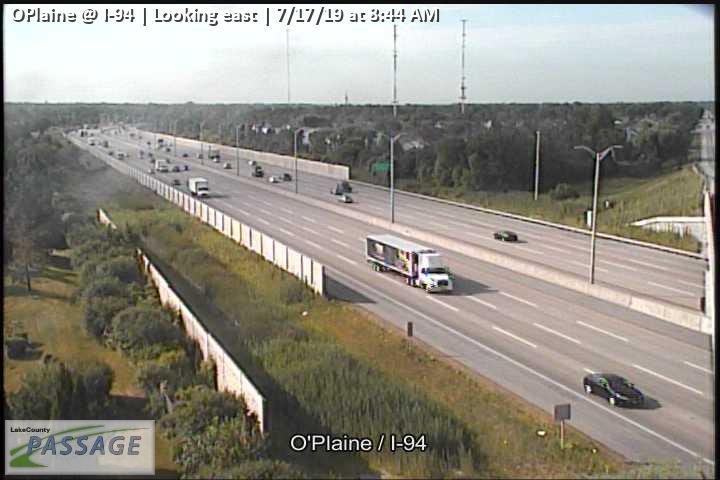 OPlaine @ I-94 | Looking east | 7/17/19 at 8:44 AM
O'Plaine / I-94
LakeCounty
PASSAGE